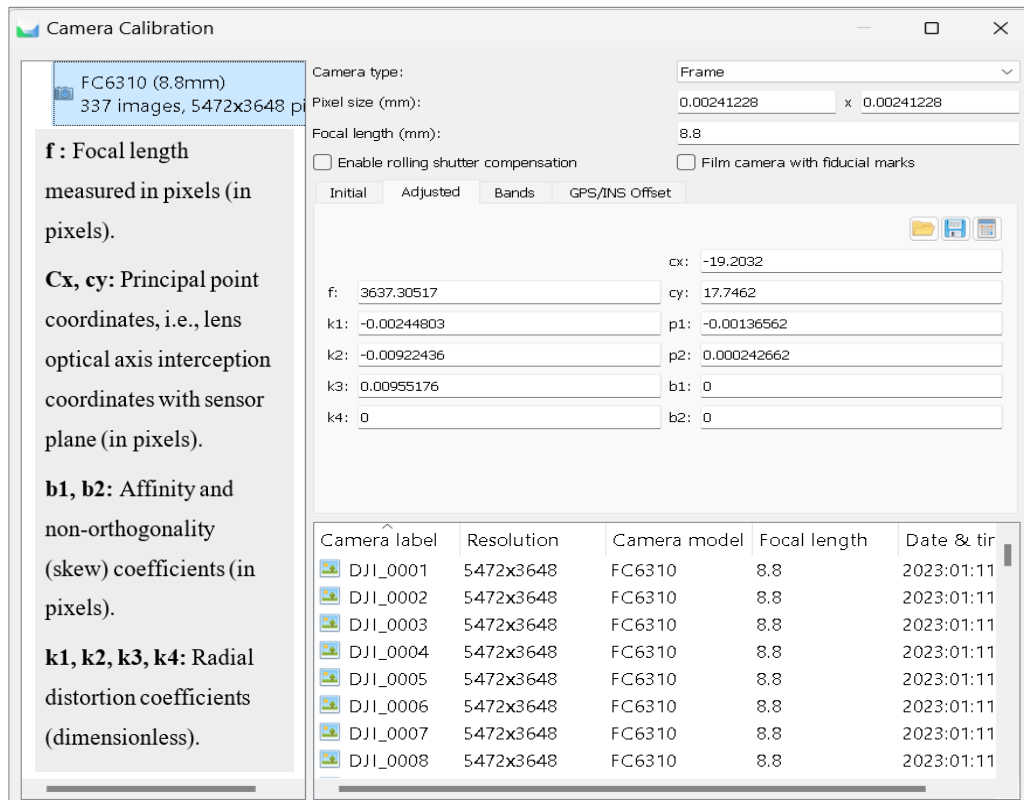 Camera Calibration
FC6310 (8.8mm)
337 images, 5472x3648 pi
f : Focal length
measured in pixels (in
pixels).
Cx, cy: Principal point
coordinates, i.e., lens
optical axis interception
coordinates with sensor
plane (in pixels).
b1, b2: Affinity and
non-orthogonality
(skew) coefficients (in
pixels).
k1, k2, k3, k4: Radial
distortion coefficients
(dimensionless).
Camera type: Frame
Pixel size (mm): 0.00241228 x 0.00241228
Focal length (mm): 8.8
Enable rolling shutter compensation Film camera with fiducial marks
Initial Adjusted Bands GPS/INS Offset
cx: -19.2032
f: 3637.30517 cy: 17.7462
k1: -0.00244803 p1: -0.00136562
k2: -0.00922436 p2: 0.000242662
k3: 0.00955176 b1: 0
k4: 0 b2: 0
Camera label Resolution Camera model Focal length Date & tir
DJI_0001 5472x3648 FC6310 8.8 2023:01:11
DJI_0002 5472x3648 FC6310 8.8 2023:01:11
DJI_0003 5472x3648 FC6310 8.8 2023:01:11
DJI_0004 5472x3648 FC6310 8.8 2023:01:11
DJI_0005 5472x3648 FC6310 8.8 2023:01:11
DJI_0006 5472x3648 FC6310 8.8 2023:01:11
DJI_0007 5472x3648 FC6310 8.8 2023:01:11
DJI_0008 5472x3648 FC6310 8.8 2023:01:11